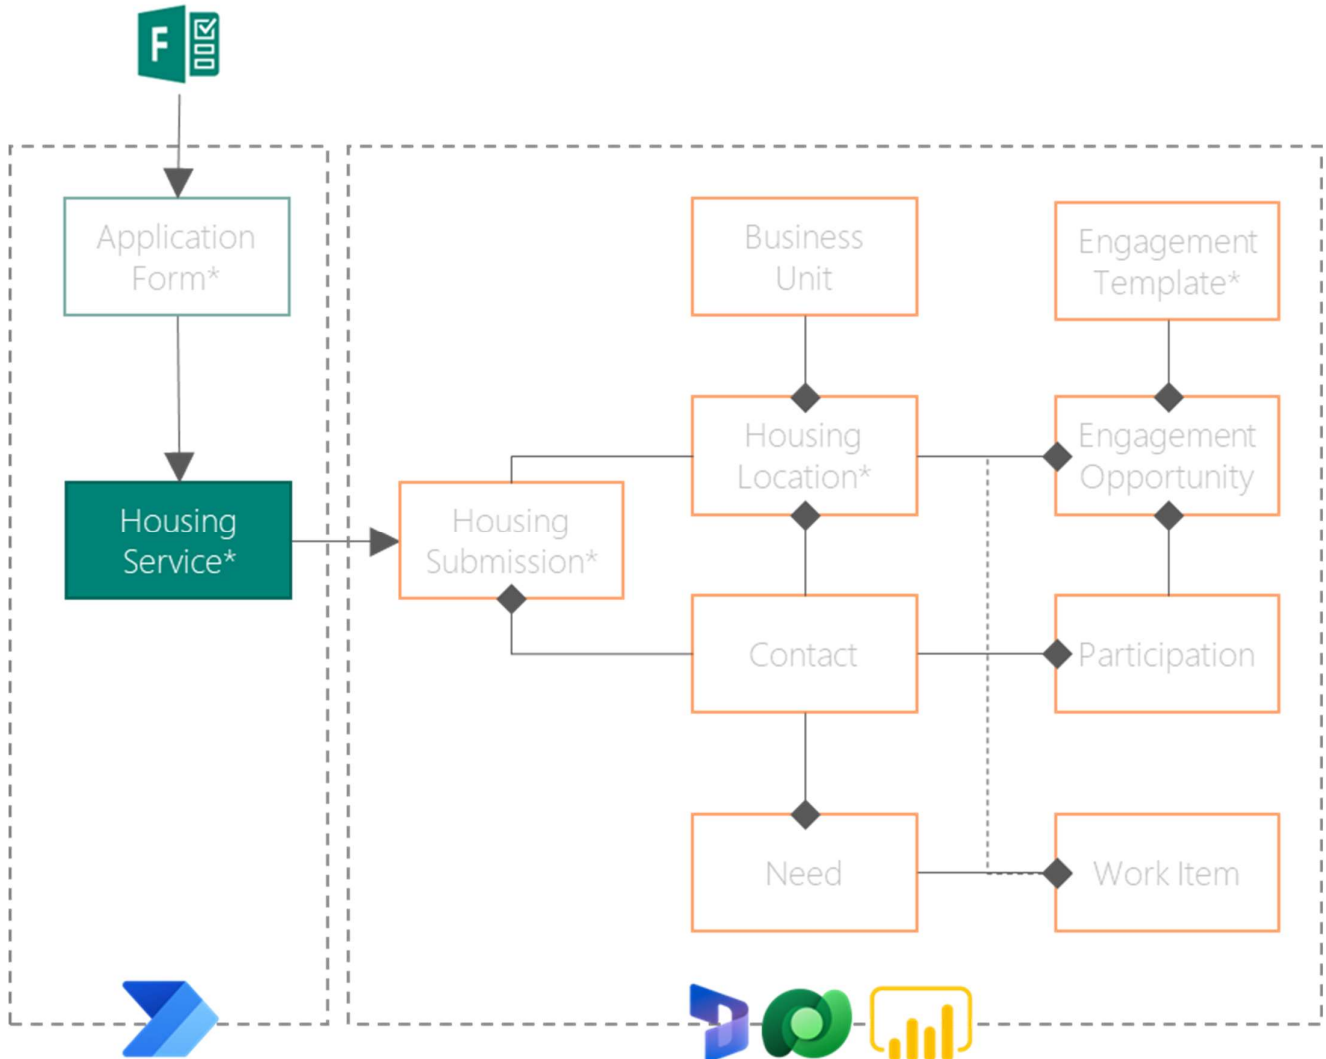 F
Application
Form*
Business
Unit
Engagement
Template*
Housing
Location*
Engagement
Opportunity
Housing
Service*
Housing
Submission*
Contact
Participation
Need
Work Item